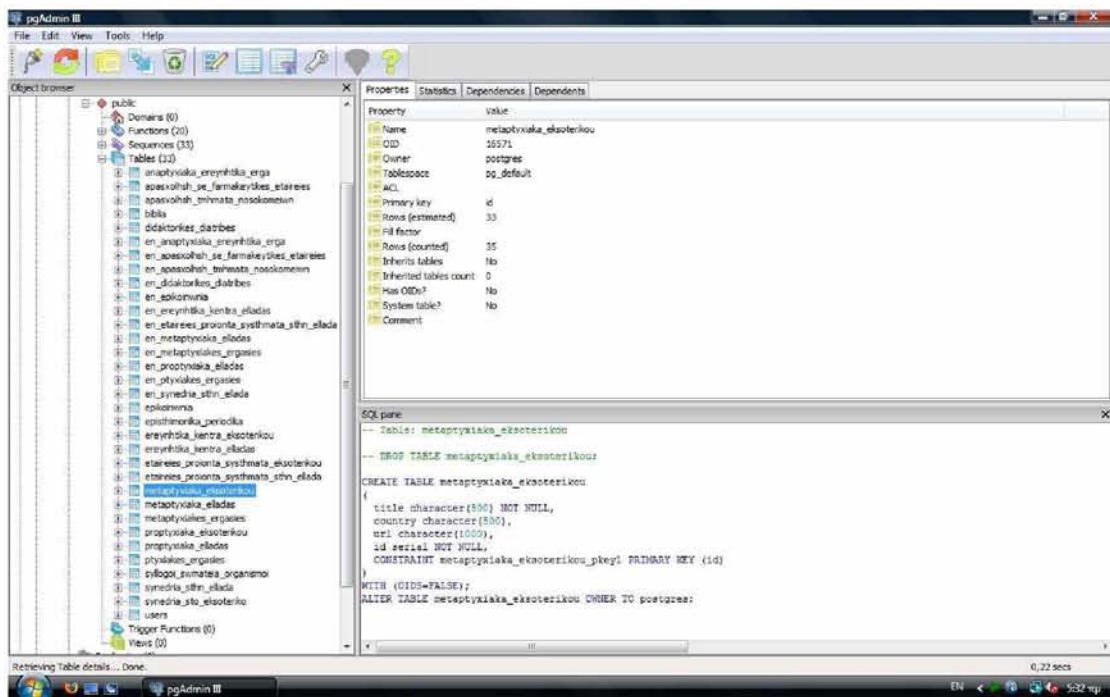 pgAdmin III
File Edit View Tools Help
Object browser
public
Domains (0)
Functions (20)
Sequences (33)
Tables (33)
anaptyxiaka_ereynhtika_erga
apasxolhsh_se_farmakeytikes_etaireies
apasxolhsh_tmhmata_nosokomeiwn
biblia
didaktorikes_diatribes
en_anaptyxiaka_ereynhtika_erga
en_apasxolhsh_se_farmakeytikes_etaireies
en_apasxolhsh_tmhmata_nosokomeiwn
en_didaktorikes_diatribes
en_epikoinwnia
en_ereynhtika_kentra_elladas
en_etaireies_proionta_systhmata_sthn_ellada
en_metaptyxiaka_elladas
en_metaptyxiakes_ergasies
en_proptyxiaka_elladas
en_ptyxiakes_ergasies
en_synedria_sthn_ellada
epikoinwnia
episthimonika_periodika
ereynhtika_kentra_eksoterikou
ereynhtika_kentra_elladas
etaireies_proionta_systhmata_eksoterikou
etaireies_proionta_systhmata_sthn_ellada
metaptyxiaka_eksoterikou
metaptyxiaka_elladas
metaptyxiakes_ergasies
proptyxiaka_eksoterikou
proptyxiaka_elladas
ptyxiakes_ergasies
syllogoi_swmateia_organismoi
synedria_sthn_ellada
synedria_sto_eksoteriko
users
Trigger Functions (0)
Views (0)
Properties Statistics Dependencies Dependents
Property Value
Name metaptyxiaka_eksoterikou
OID 16571
Owner postgres
Tablespace pg_default
ACL
Primary key id
Rows (estimated) 33
Fill factor
Rows (counted) 35
Inherits tables No
Inherited tables count 0
Has OIDs? No
System table? No
Comment
SQL pane
-- Table: metaptyxiaka_eksoterikou
-- DROP TABLE metaptyxiaka_eksoterikou;
CREATE TABLE metaptyxiaka_eksoterikou
(
title character(500) NOT NULL,
country character(500),
url character(1000),
id serial NOT NULL,
CONSTRAINT metaptyxiaka_eksoterikou_pkey1 PRIMARY KEY (id)
)
WITH (OIDS=FALSE);
ALTER TABLE metaptyxiaka_eksoterikou OWNER TO postgres;
Retrieving Table details... Done.
0,22 secs
pgAdmin III
EN
5:32 πμ